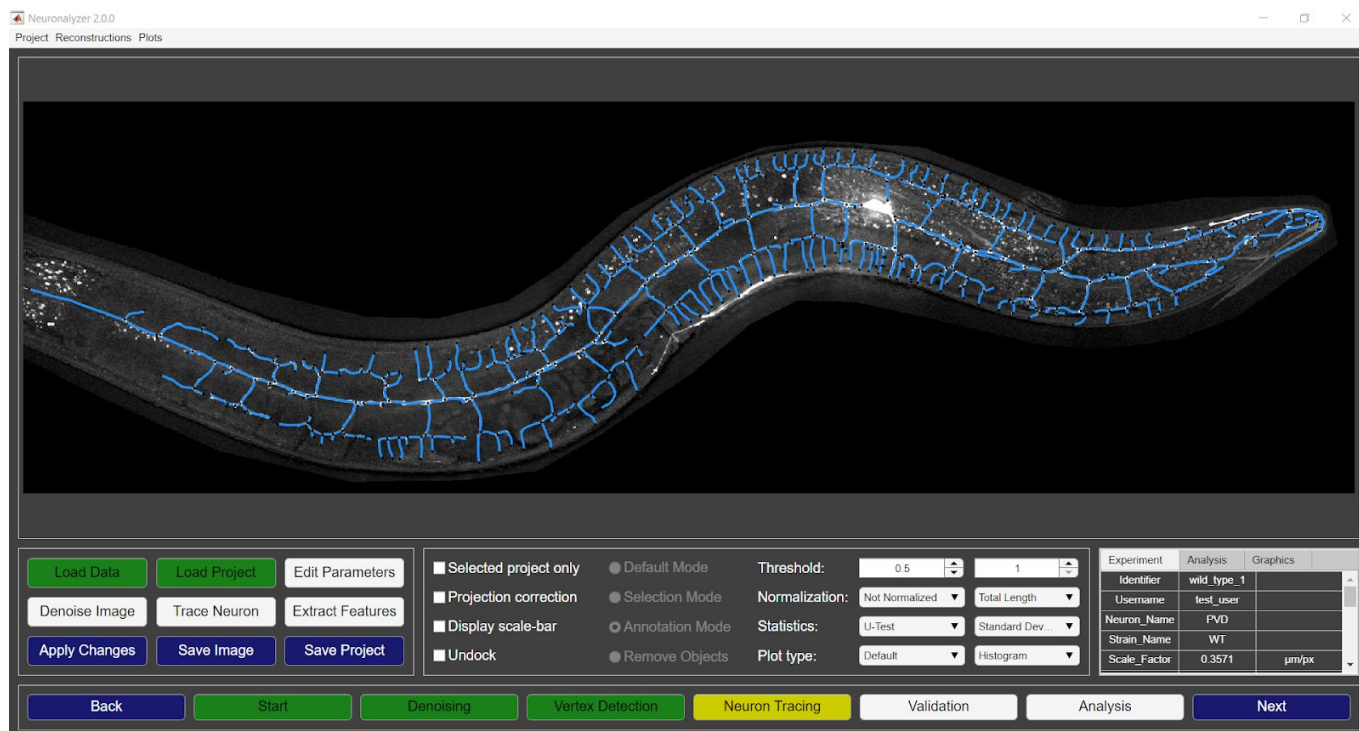 Neuronalyzer 2.0.0
Project Reconstructions Plots
Load Data Load Project Edit Parameters
Denoise Image Trace Neuron Extract Features
Apply Changes Save Image Save Project
Selected project only Default Mode Threshold: 0.5 1
Projection correction Selection Mode Normalization: Not Normalized Total Length
Display scale-bar Annotation Mode Statistics: U-Test Standard Dev...
Undock Remove Objects Plot type: Default Histogram
Experiment Analysis Graphics
Identifier wild_type_1
Username test_user
Neuron_Name PVD
Strain_Name WT
Scale_Factor 0.3571 µm/px
Back Start Denoising Vertex Detection Neuron Tracing Validation Analysis Next